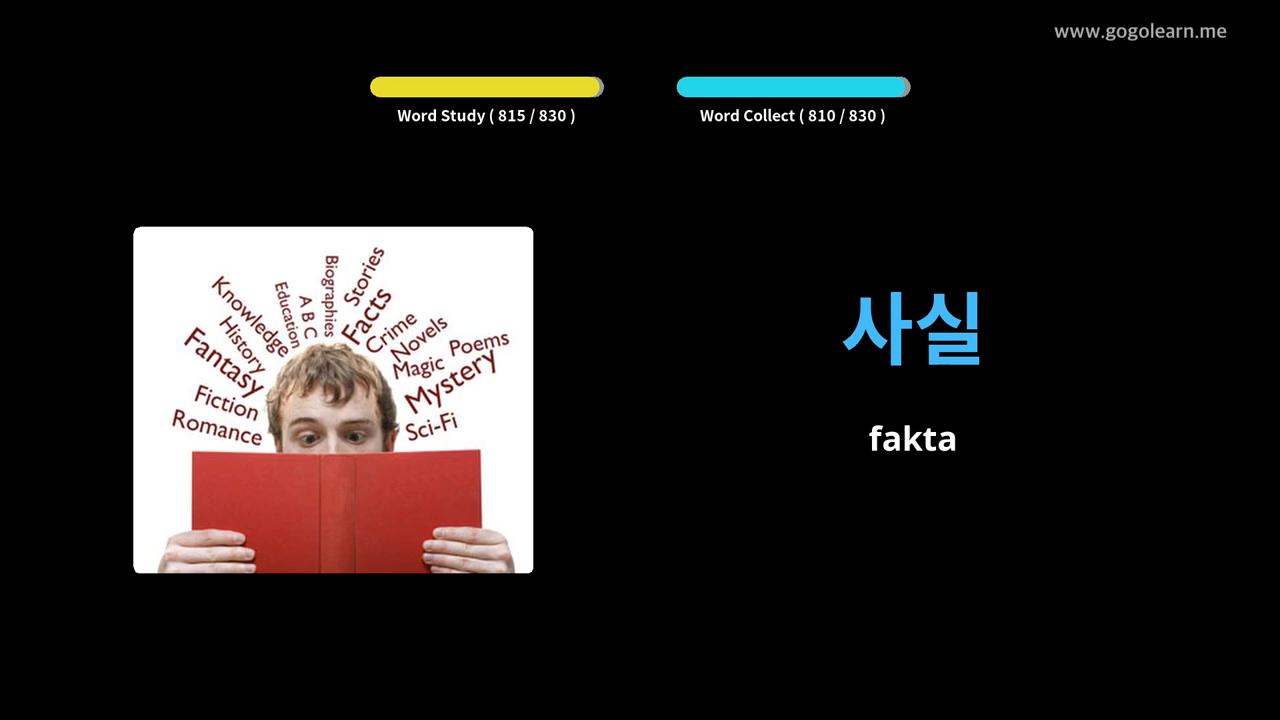 www.gogolearn.me
Word Study ( 815 / 830 )
Word Collect ( 810 / 830 )
Romance
Fiction
Fantasy
History
Knowledge
Education
A B C
Biographies
Stories
Facts
Crime
Novels
Magic
Poems
Mystery
Sci-Fi
사실
fakta